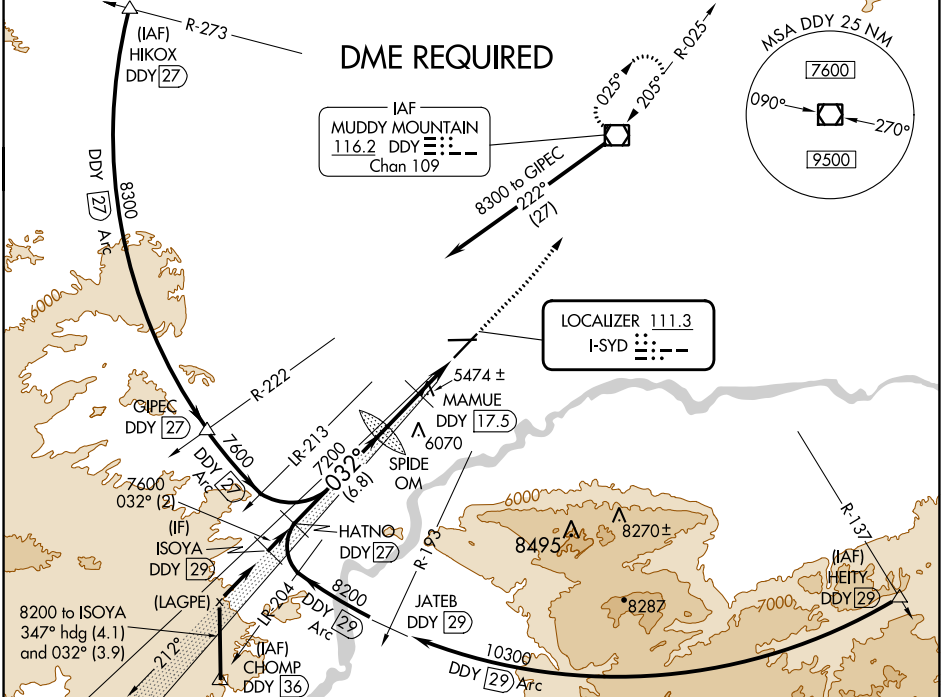 (IAF)
HIKOX
DDY 27
R-273
DME REQUIRED
IAF
MUDDY MOUNTAIN
116.2 DDY
Chan 109
R-025
025°
205°
MSA DDY 25 NM
7600
090°
270°
9500
8300 to GIPEC
222°
(27)
8300
DDY 27 Arc
6000
LOCALIZER 111.3
I-SYD
R-222
GIPEC
DDY 27
7600
DDY 27
Arc
LR-213
7200
032°
(6.8)
5474 ±
MAMUE
DDY 17.5
6070
SPIDE
OM
7600
032° (2)
(IF)
ISOYA
DDY 29
HATNO
DDY 27
R-193
6000
8495
8270±
R-137
(IAF)
HEITY
DDY 29
(LAGPE)
LR-204
8200
DDY 29
Arc
JATEB
DDY 29
8287
7000
8200 to ISOYA
347° hdg (4.1)
and 032° (3.9)
212°
(IAF)
CHOMP
DDY 36
10300
DDY 29 Arc